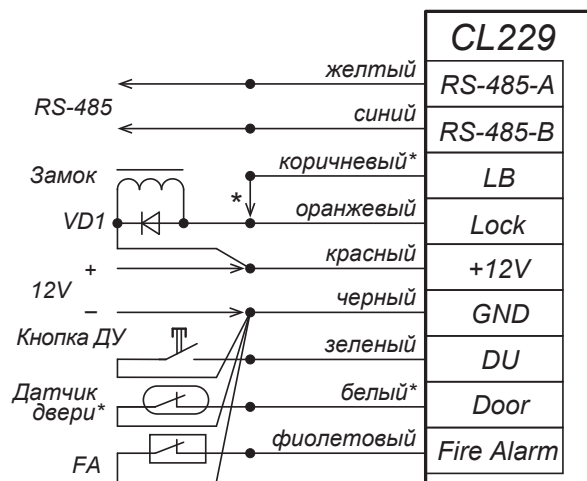 CL229
желтый
RS-485-A
RS-485
синий
RS-485-B
коричневый*
LB
Замок
*
оранжевый
Lock
VD1
красный
+12V
+
12V
черный
GND
–
Кнопка ДУ
зеленый
DU
Датчик
двери*
белый*
Door
фиолетовый
Fire Alarm
FA